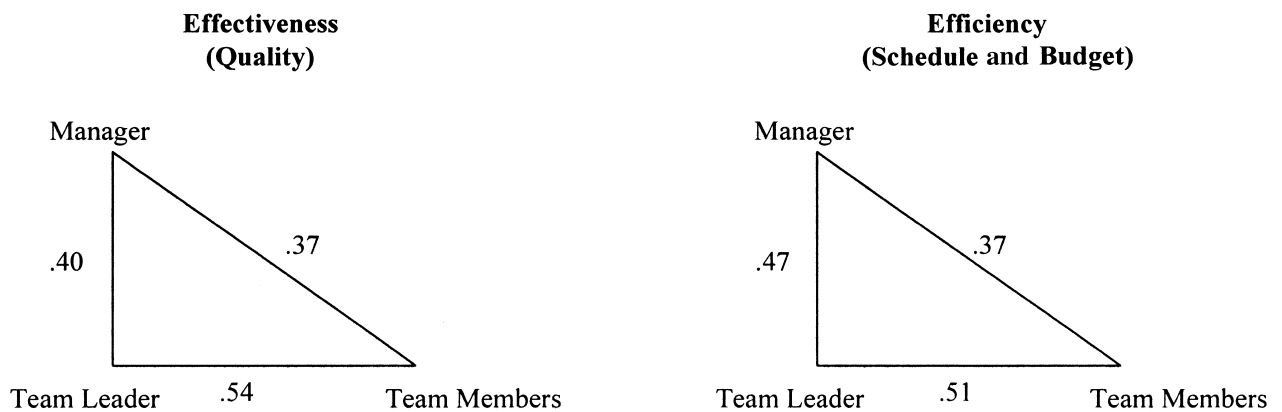 Effectiveness
(Quality)
Manager
.40
.37
Team Leader
.54
Team Members
Efficiency
(Schedule and Budget)
Manager
.47
.37
Team Leader
.51
Team Members